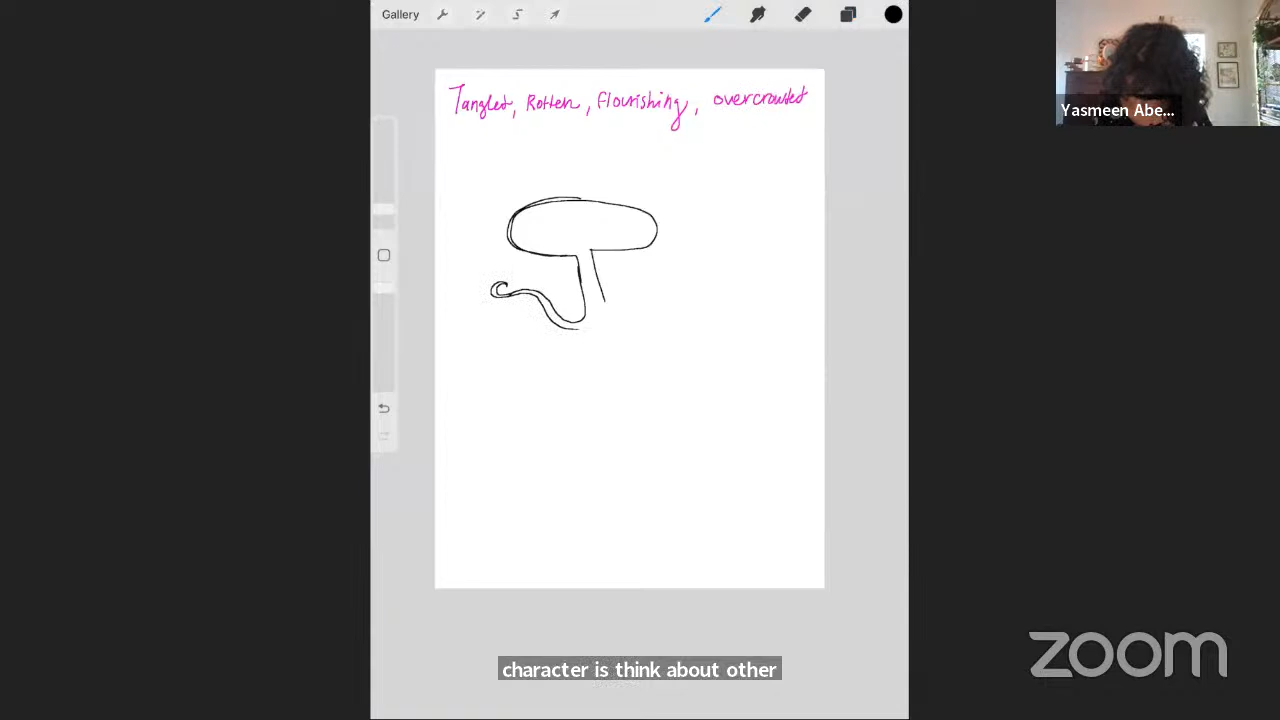 Gallery
Tangled, Rotten, flourishing, overcrowded
Yasmeen Abe...
character is think about other
zoom